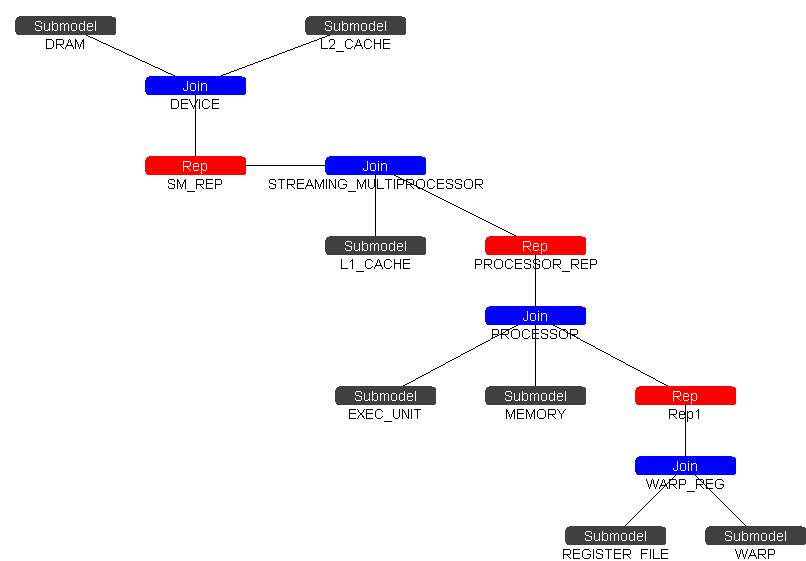 Submodel
DRAM
Submodel
L2_CACHE
Join
DEVICE
Rep
SM_REP
Join
STREAMING_MULTIPROCESSOR
Submodel
L1_CACHE
Rep
PROCESSOR_REP
Join
PROCESSOR
Submodel
EXEC_UNIT
Submodel
MEMORY
Rep
Rep1
Join
WARP_REG
Submodel
REGISTER_FILE
Submodel
WARP